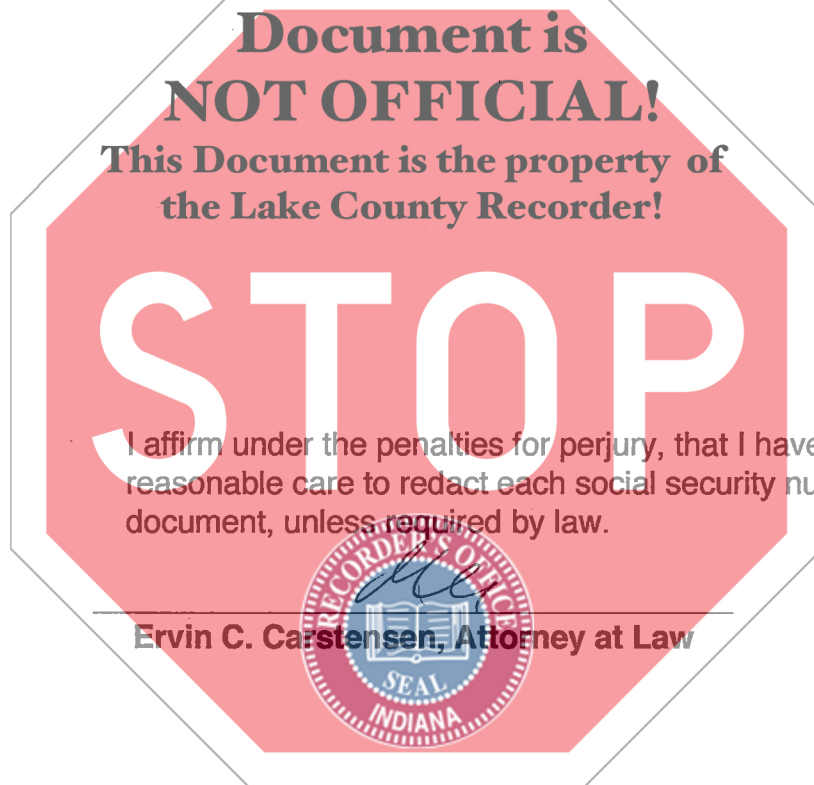 Document is
NOT OFFICIAL!
This Document is the property of
the Lake County Recorder!
STOP
I affirm under the penalties for perjury, that I have
reasonable care to redact each social security nu
document, unless required by law.
Ervin C. Carstensen, Attorney at Law
RECORDER'S OFFICE
SEAL
INDIANA